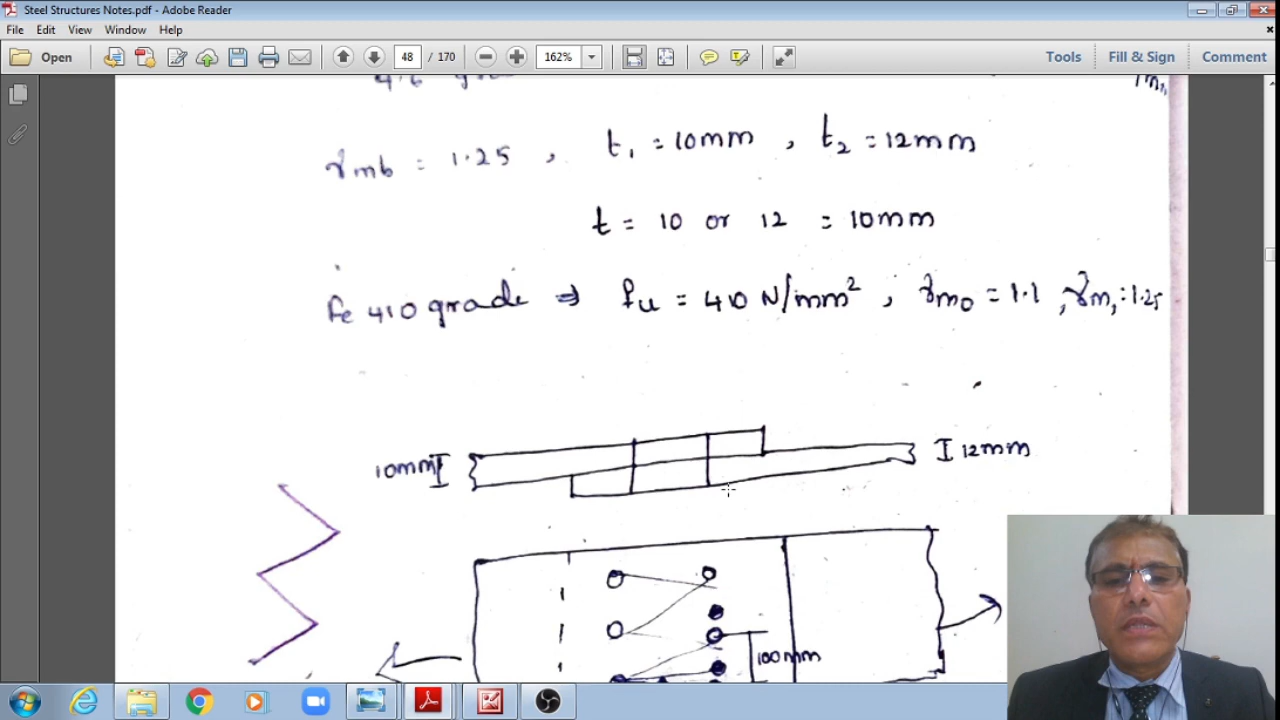 Steel Structures Notes.pdf - Adobe Reader
File Edit View Window Help
Open 48 / 170 162% Tools Fill & Sign Comment
4.6
γmb = 1.25 , t1 = 10mm , t2 = 12mm
t = 10 or 12 = 10mm
fe 410 grade ⇒ fu = 410 N/mm² ; γm0 = 1.1 , γm1 = 1.25
10mm I I 12mm
100mm